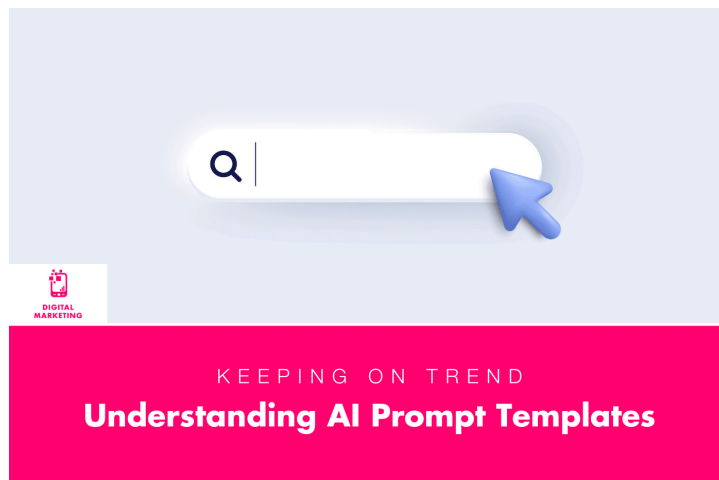 DIGITAL
MARKETING
KEEPING ON TREND
Understanding AI Prompt Templates